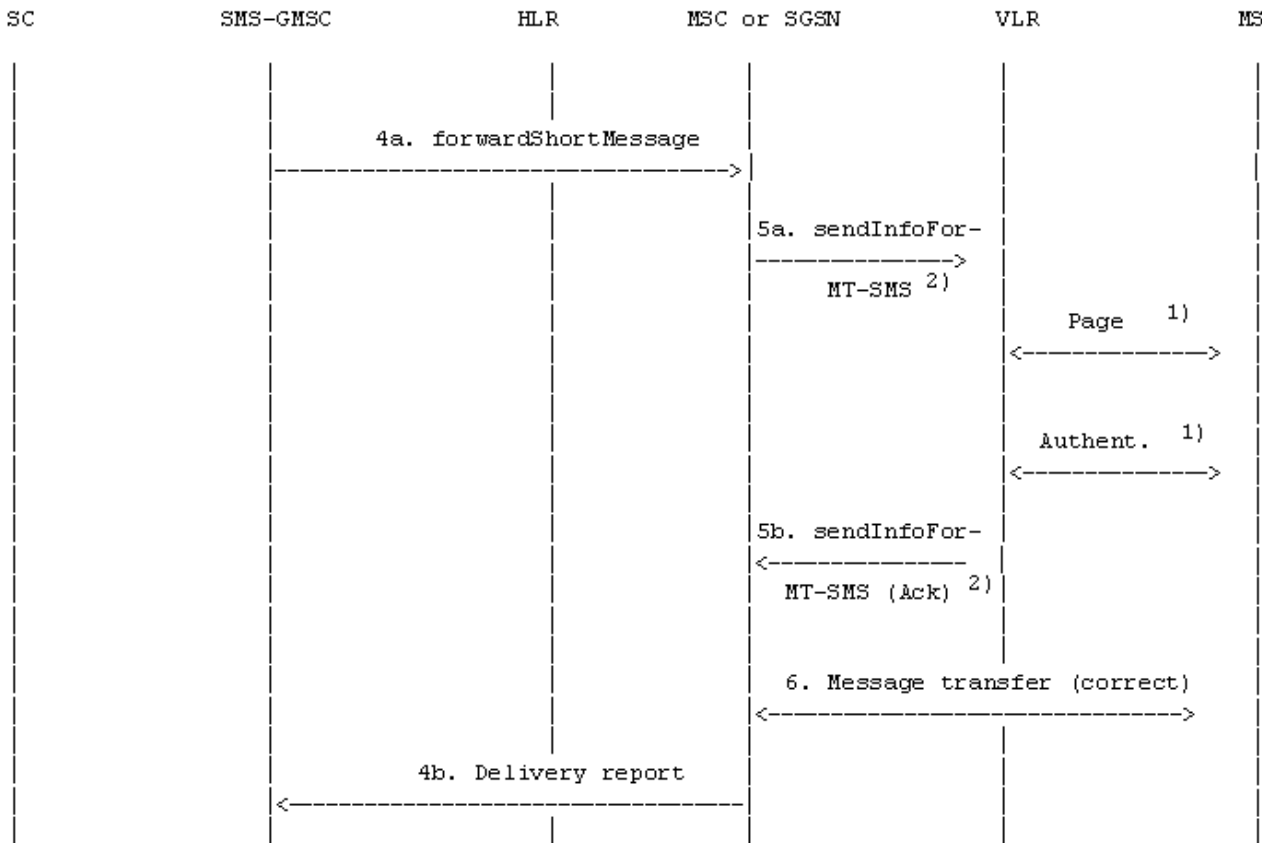 SC SMS-GMSC HLR MSC or SGSN VLR MS
4a. forwardShortMessage
5a. sendInfoFor-
MT-SMS 2)
Page 1)
Authent. 1)
5b. sendInfoFor-
MT-SMS (Ack) 2)
6. Message transfer (correct)
4b. Delivery report